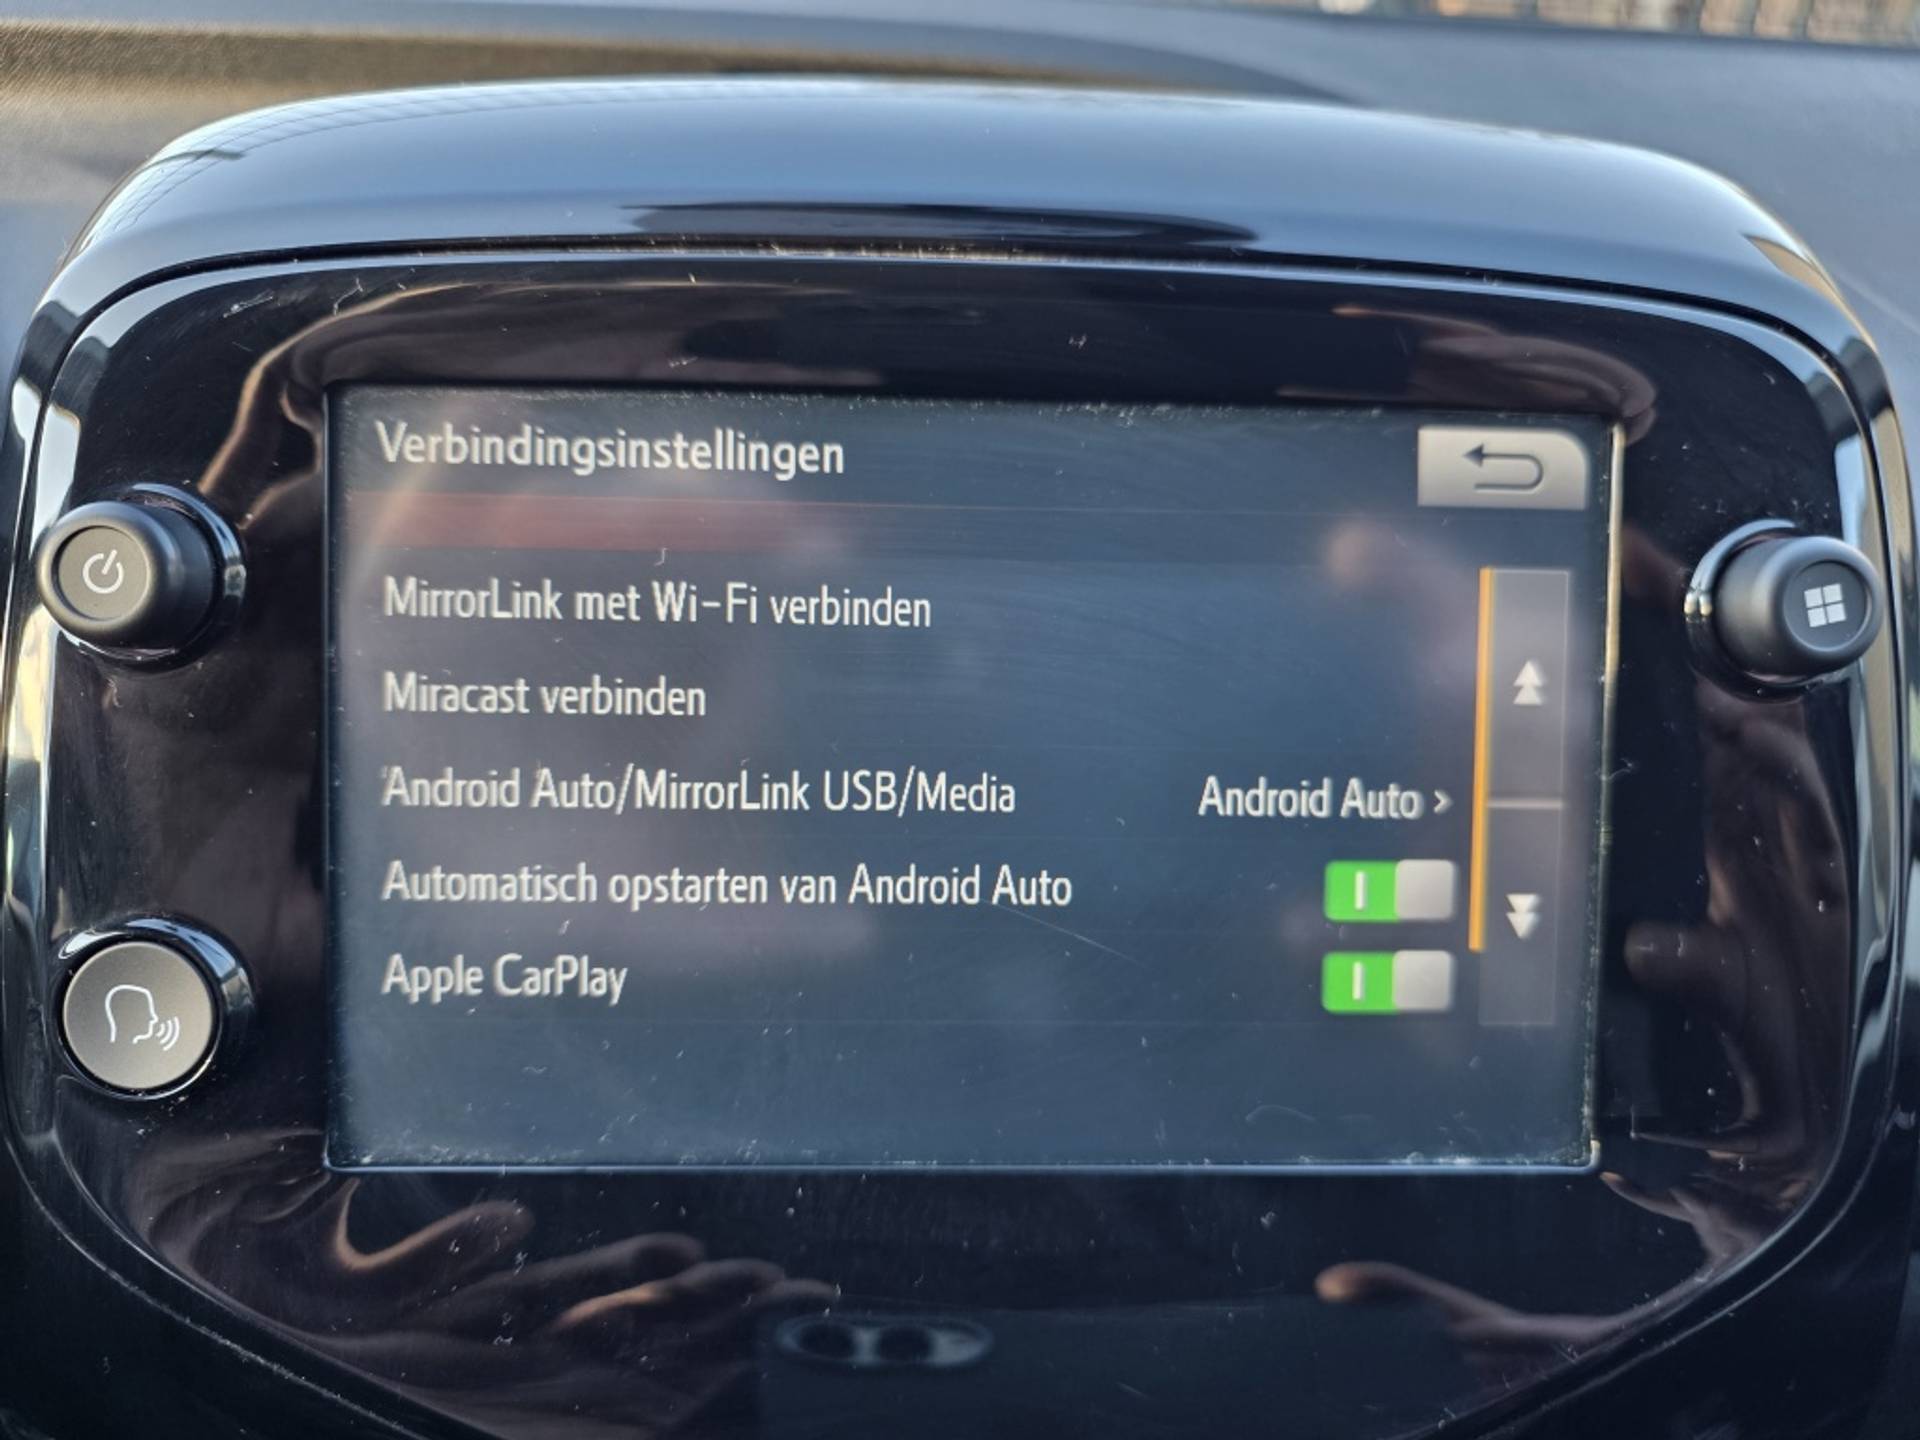 Verbindingsinstellingen
MirrorLink met Wi-Fi verbinden
Miracast verbinden
Android Auto/MirrorLink USB/Media Android Auto >
Automatisch opstarten van Android Auto
Apple CarPlay